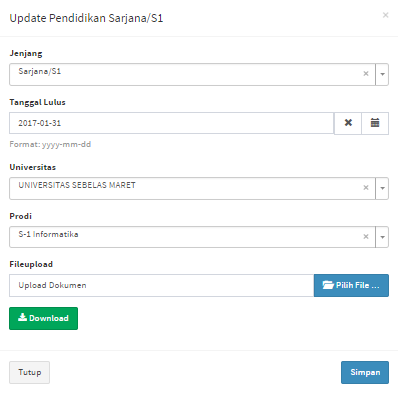 Update Pendidikan Sarjana/S1 ×
Jenjang
Sarjana/S1 ×
Tanggal Lulus
2017-01-31
Format: yyyy-mm-dd
Universitas
UNIVERSITAS SEBELAS MARET ×
Prodi
S-1 Informatika ×
Fileupload
Upload Dokumen Pilih File ...
Download
Tutup Simpan